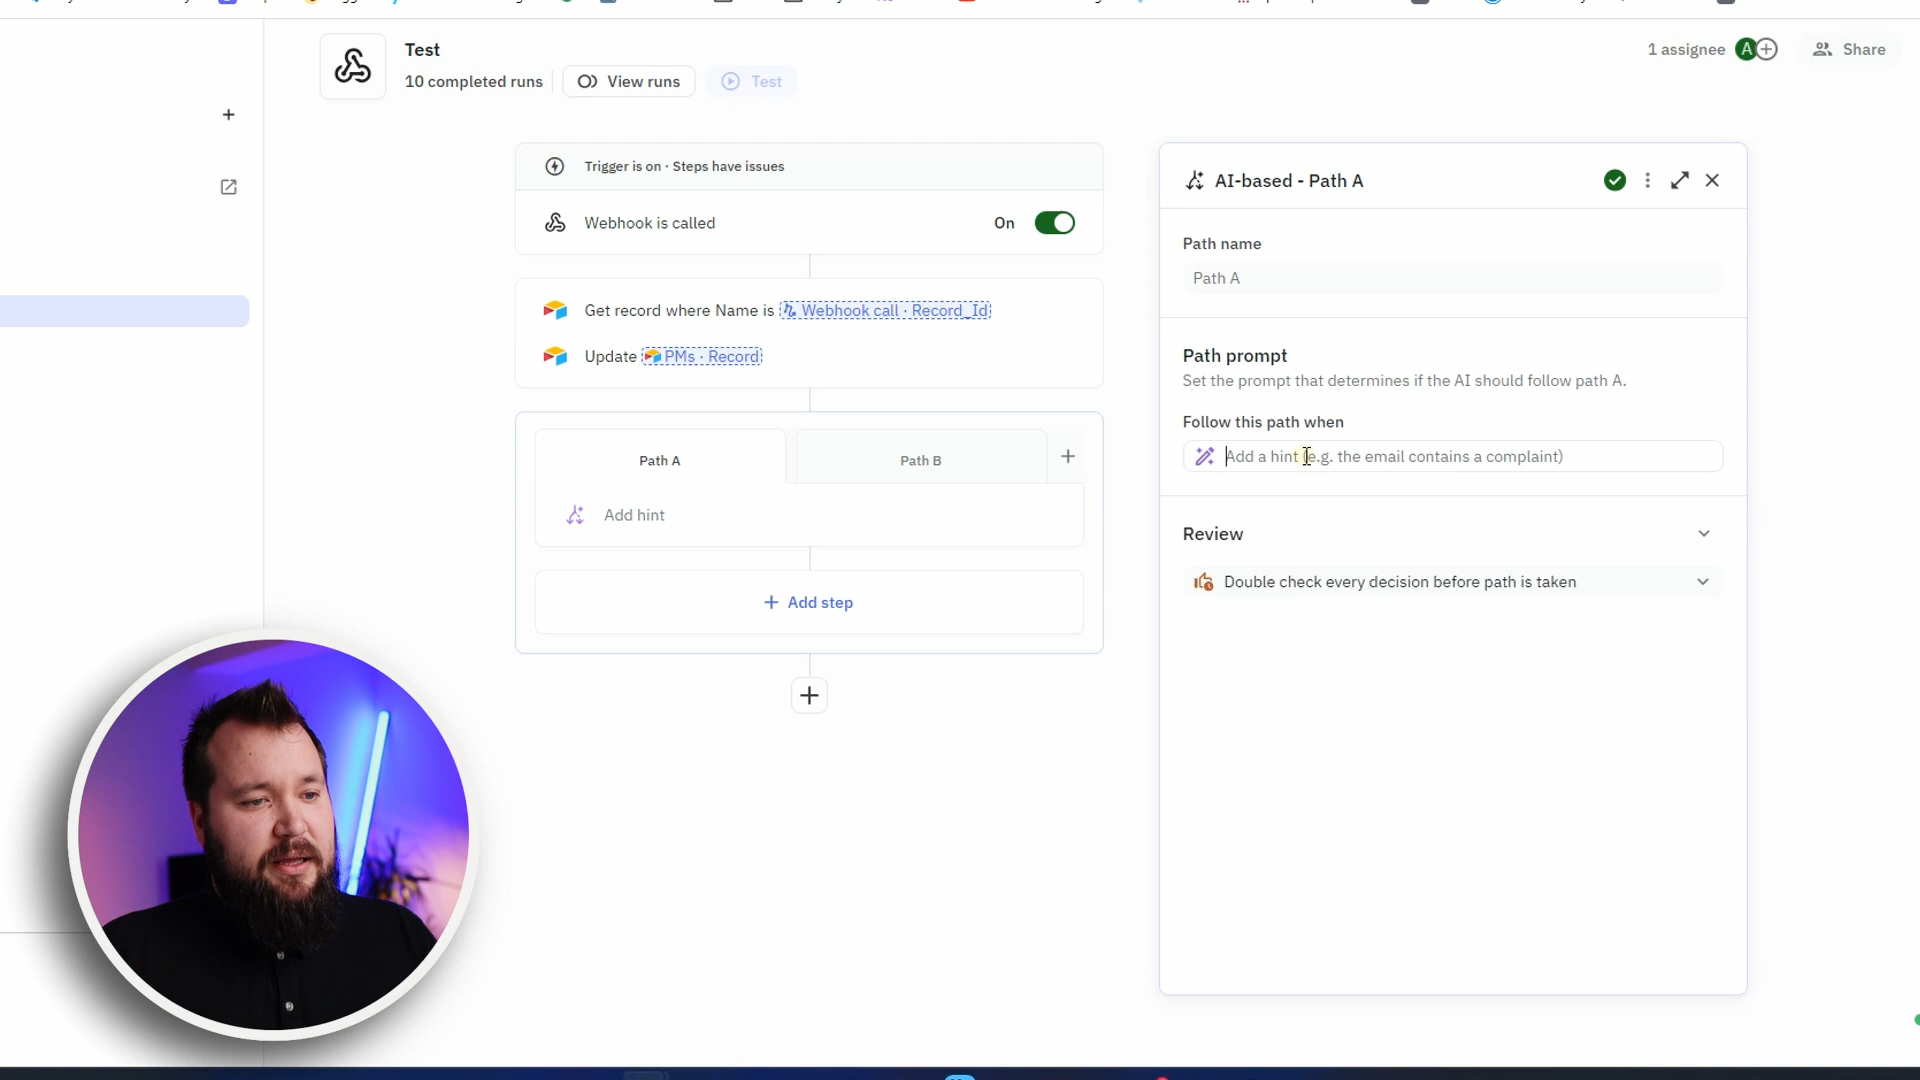 Test
10 completed runs
View runs
Test
1 assignee
A
Share
Trigger is on · Steps have issues
Webhook is called
On
Get record where Name is Webhook call · Record_Id
Update PMs · Record
Path A
Path B
Add hint
Add step
AI-based - Path A
Path name
Path A
Path prompt
Set the prompt that determines if the AI should follow path A.
Follow this path when
Add a hint (e.g. the email contains a complaint)
Review
Double check every decision before path is taken